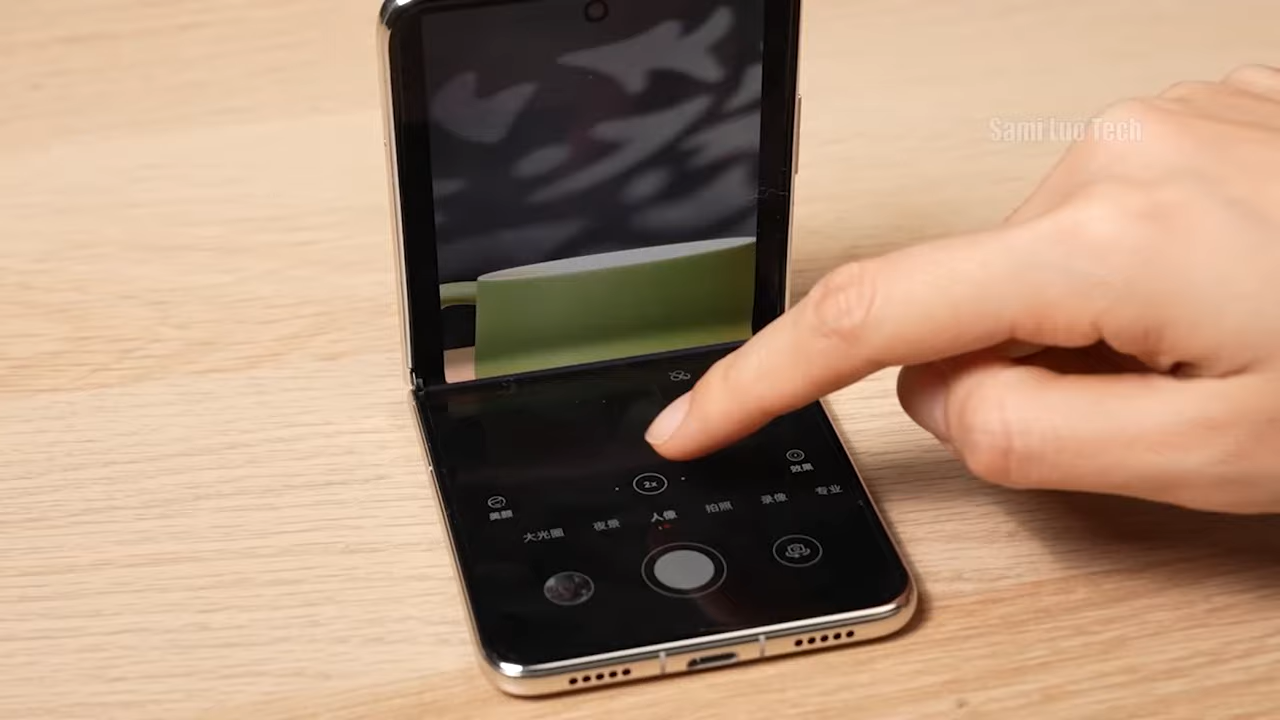 Sami Luo Tech
2x
效果
美颜
大光圈 夜景 人像 拍照 录像 专业